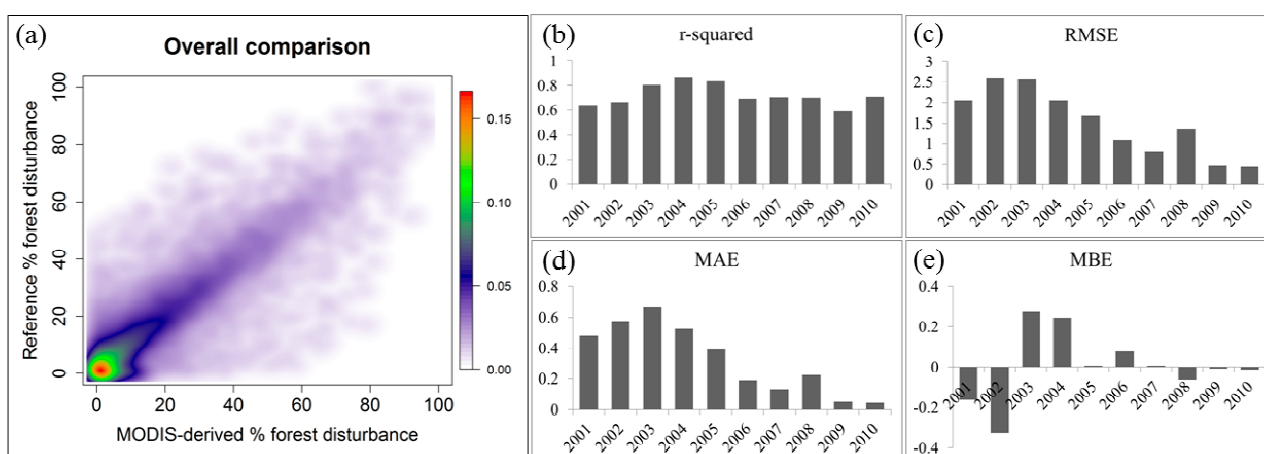 (a)
Overall comparison
Reference % forest disturbance
100
80
60
40
20
0
0 20 40 60 80 100
MODIS-derived % forest disturbance
0.15
0.10
0.05
0.00
(b)
r-squared
1
0.8
0.6
0.4
0.2
0
2001 2002 2003 2004 2005 2006 2007 2008 2009 2010
(c)
RMSE
3
2.5
2
1.5
1
0.5
0
2001 2002 2003 2004 2005 2006 2007 2008 2009 2010
(d)
MAE
0.8
0.6
0.4
0.2
0
2001 2002 2003 2004 2005 2006 2007 2008 2009 2010
(e)
MBE
0.4
0.2
0
-0.2
-0.4
2001 2002 2003 2004 2005 2006 2007 2008 2009 2010